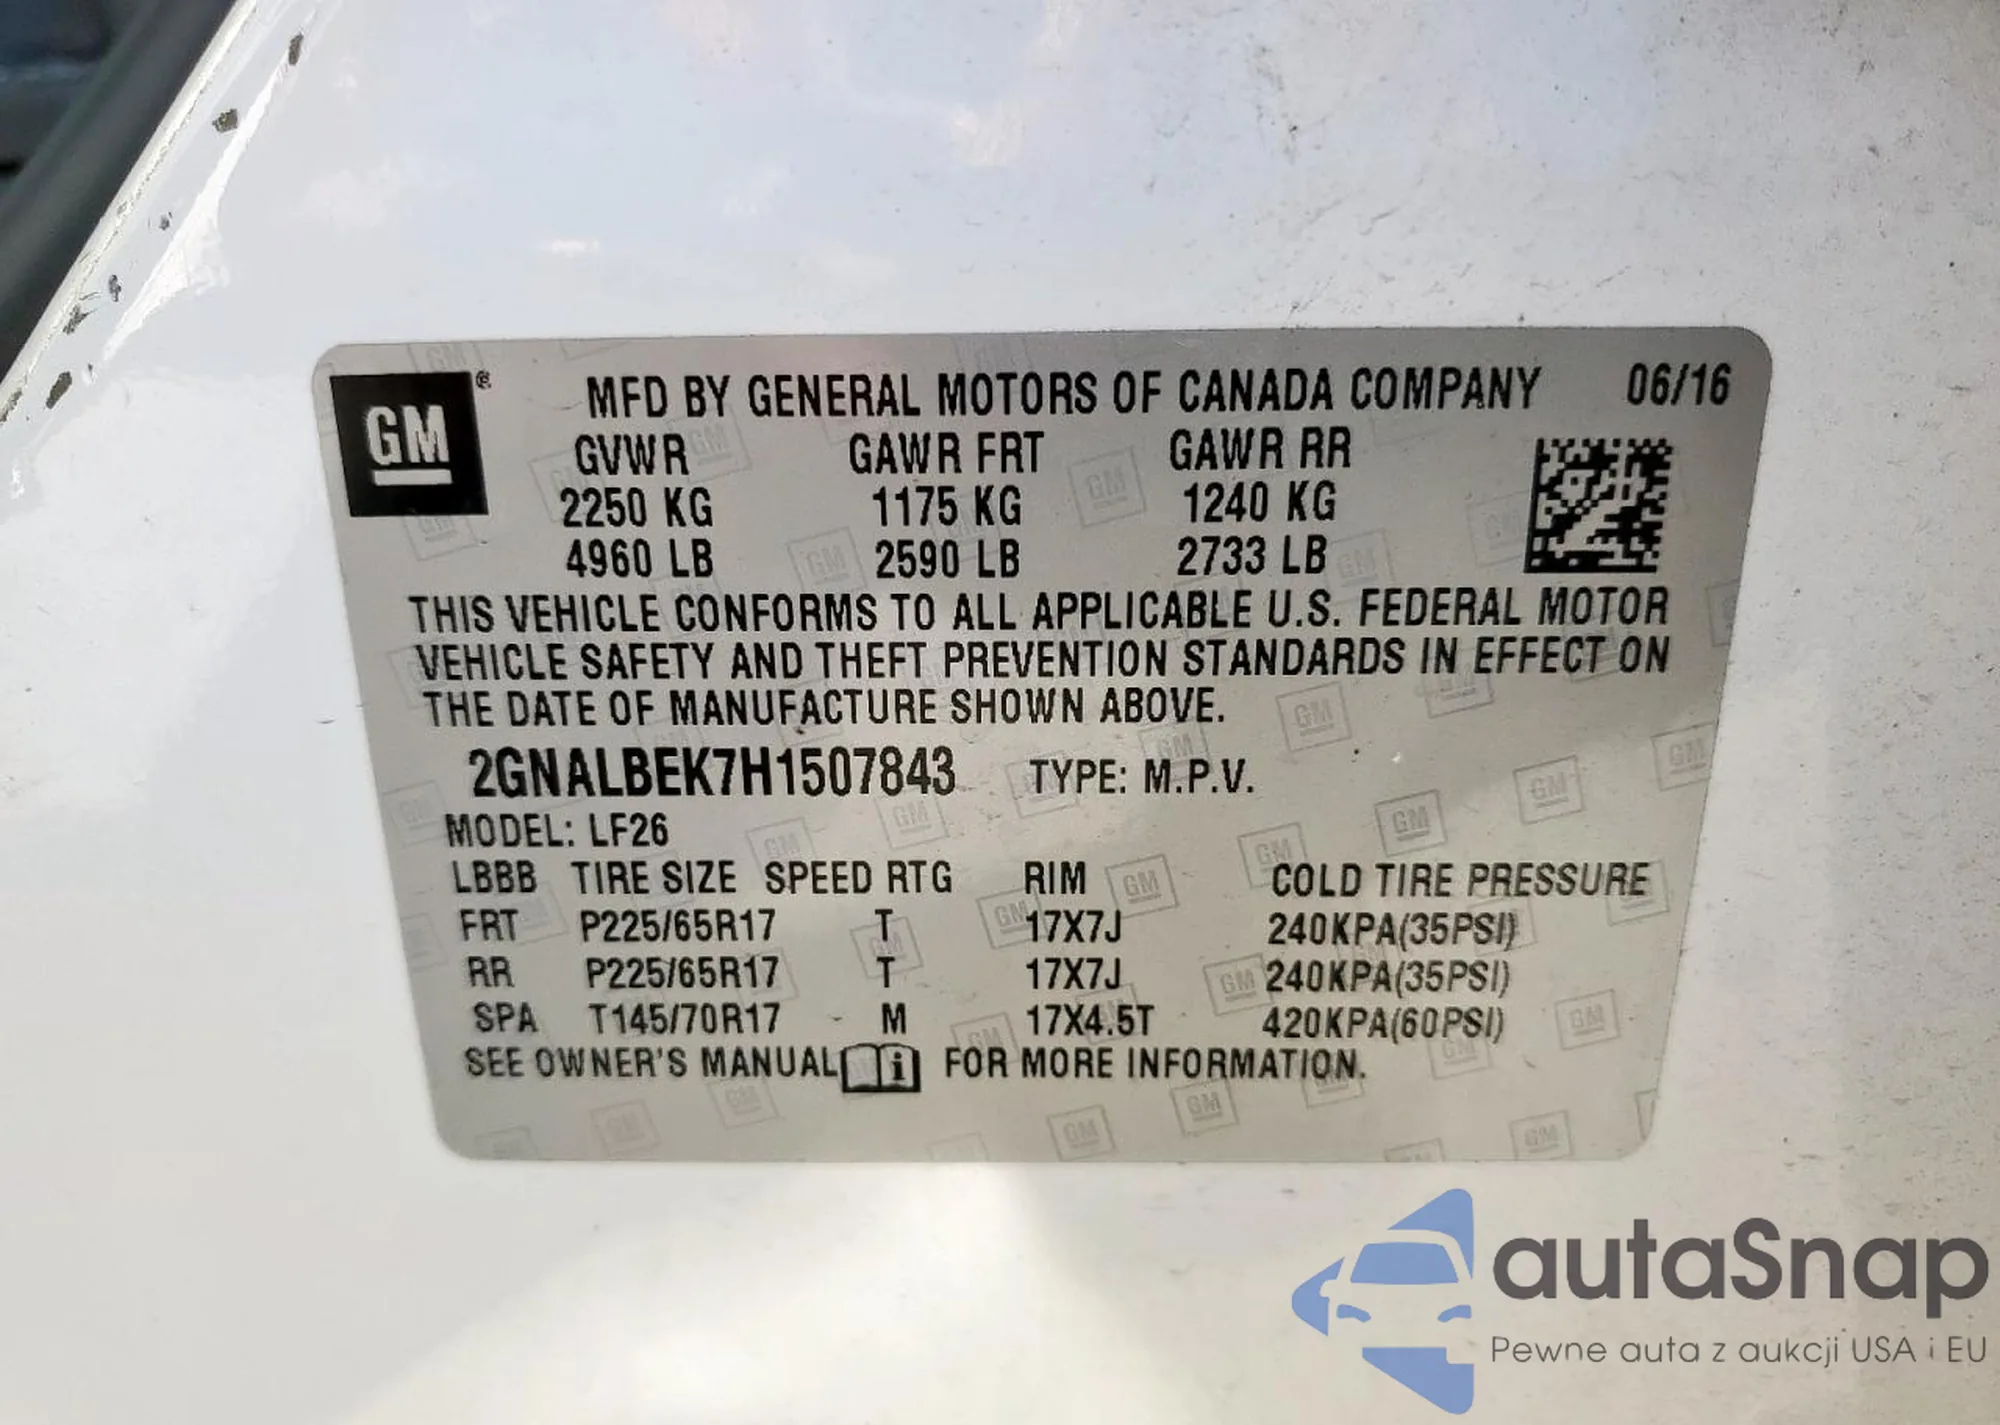 GM ® MFD BY GENERAL MOTORS OF CANADA COMPANY 06/16
GVWR GAWR FRT GAWR RR
2250 KG 1175 KG 1240 KG
4960 LB 2590 LB 2733 LB
THIS VEHICLE CONFORMS TO ALL APPLICABLE U.S. FEDERAL MOTOR
VEHICLE SAFETY AND THEFT PREVENTION STANDARDS IN EFFECT ON
THE DATE OF MANUFACTURE SHOWN ABOVE.
2GNALBEK7H1507843 TYPE: M.P.V.
MODEL: LF26
LBBB TIRE SIZE SPEED RTG RIM COLD TIRE PRESSURE
FRT P225/65R17 T 17X7J 240KPA(35PSI)
RR P225/65R17 T 17X7J 240KPA(35PSI)
SPA T145/70R17 - M 17X4.5T 420KPA(60PSI)
SEE OWNER'S MANUAL i FOR MORE INFORMATION.
autaSnap
Pewne auta z aukcji USA i EU